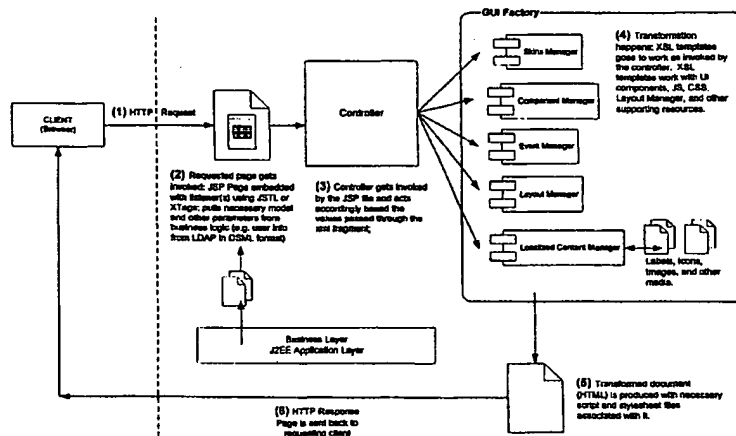 GUI Factory
(4) Transformation
happens: XSL templates
goes to work as invoked by
the controller. XSL
templates work with UI
components, JS, CSS,
Layout Manager, and other
supporting resources.
Skins Manager
Component Manager
Event Manager
Layout Manager
Localized Content Manager
Labels, Icons,
Images, and other
media.
CLIENT
(Browser)
(1) HTTP Request
Controller
(2) Requested page gets
invoked: JSP Page embedded
with listener(s) using JSTL or
XTags; pulls necessary model
and other parameters from
business logic (e.g. user info
from LDAP in DSML format)
(3) Controller gets invoked
by the JSP file and acts
accordingly based the
values passed through the
xml fragment;
Business Layer
J2EE Application Layer
(5) Transformed document
(HTML) is produced with necessary
script and stylesheet files
associated with it.
(6) HTTP Response
Page is sent back to
requesting client